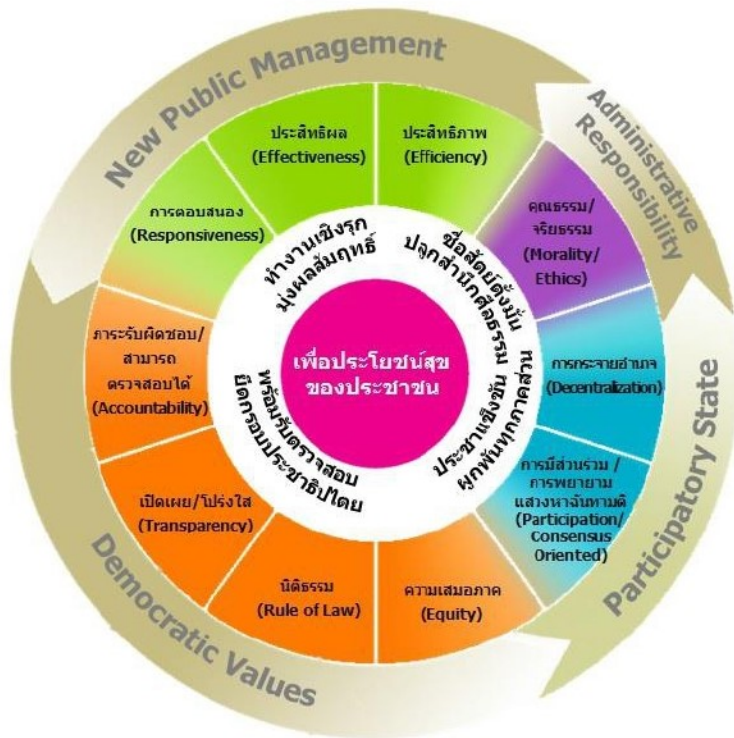 New Public Management
Administrative
Responsibility
Participatory State
Democratic Values
ประสิทธิผล
(Effectiveness)
ประสิทธิภาพ
(Efficiency)
คุณธรรม/
จริยธรรม
(Morality/
Ethics)
การกระจายอำนาจ
(Decentralization)
การมีส่วนร่วม /
การพยายาม
แสวงหาฉันทามติ
(Participation/
Consensus
Oriented)
ความเสมอภาค
(Equity)
นิติธรรม
(Rule of Law)
เปิดเผย/โปร่งใส
(Transparency)
ภาระรับผิดชอบ/
สามารถ
ตรวจสอบได้
(Accountability)
การตอบสนอง
(Responsiveness)
ทำงานเชิงรุก
มุ่งผลสัมฤทธิ์
ซื่อสัตย์ตั้งมั่น
ปลุกสำนึกศีลธรรม
ประชาแข็งขัน
ผูกพันทุกภาคส่วน
พร้อมรับตรวจสอบ
ยึดกรอบประชาธิปไตย
เพื่อประโยชน์สุข
ของประชาชน